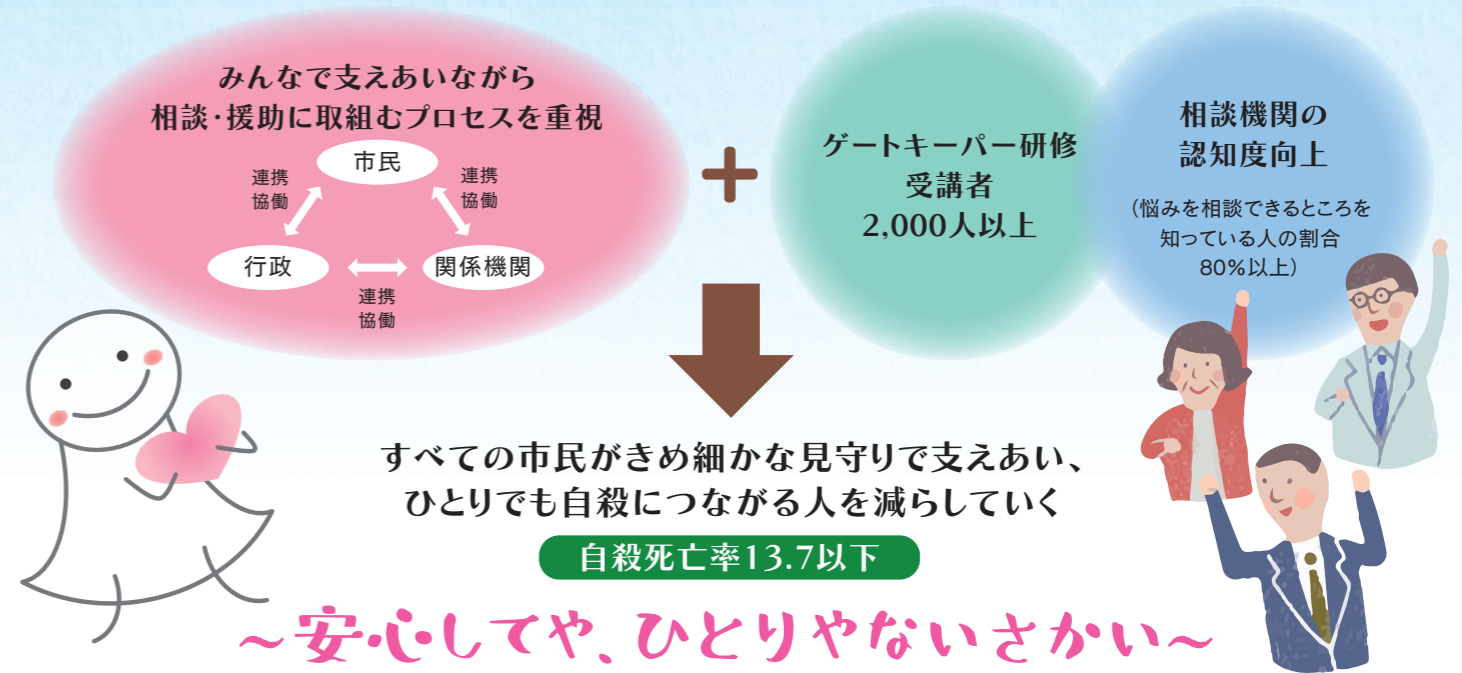 みんなで支えあいながら
相談・援助に取組むプロセスを重視
市民
連携
協働
連携
協働
行政
関係機関
連携
協働
+
ゲートキーパー研修
受講者
2,000人以上
相談機関の
認知度向上
(悩みを相談できるところを
知っている人の割合
80%以上)
すべての市民がきめ細かな見守りで支えあい、
ひとりでも自殺につながる人を減らしていく
自殺死亡率13.7以下
~安心してや、ひとりやないさかい~